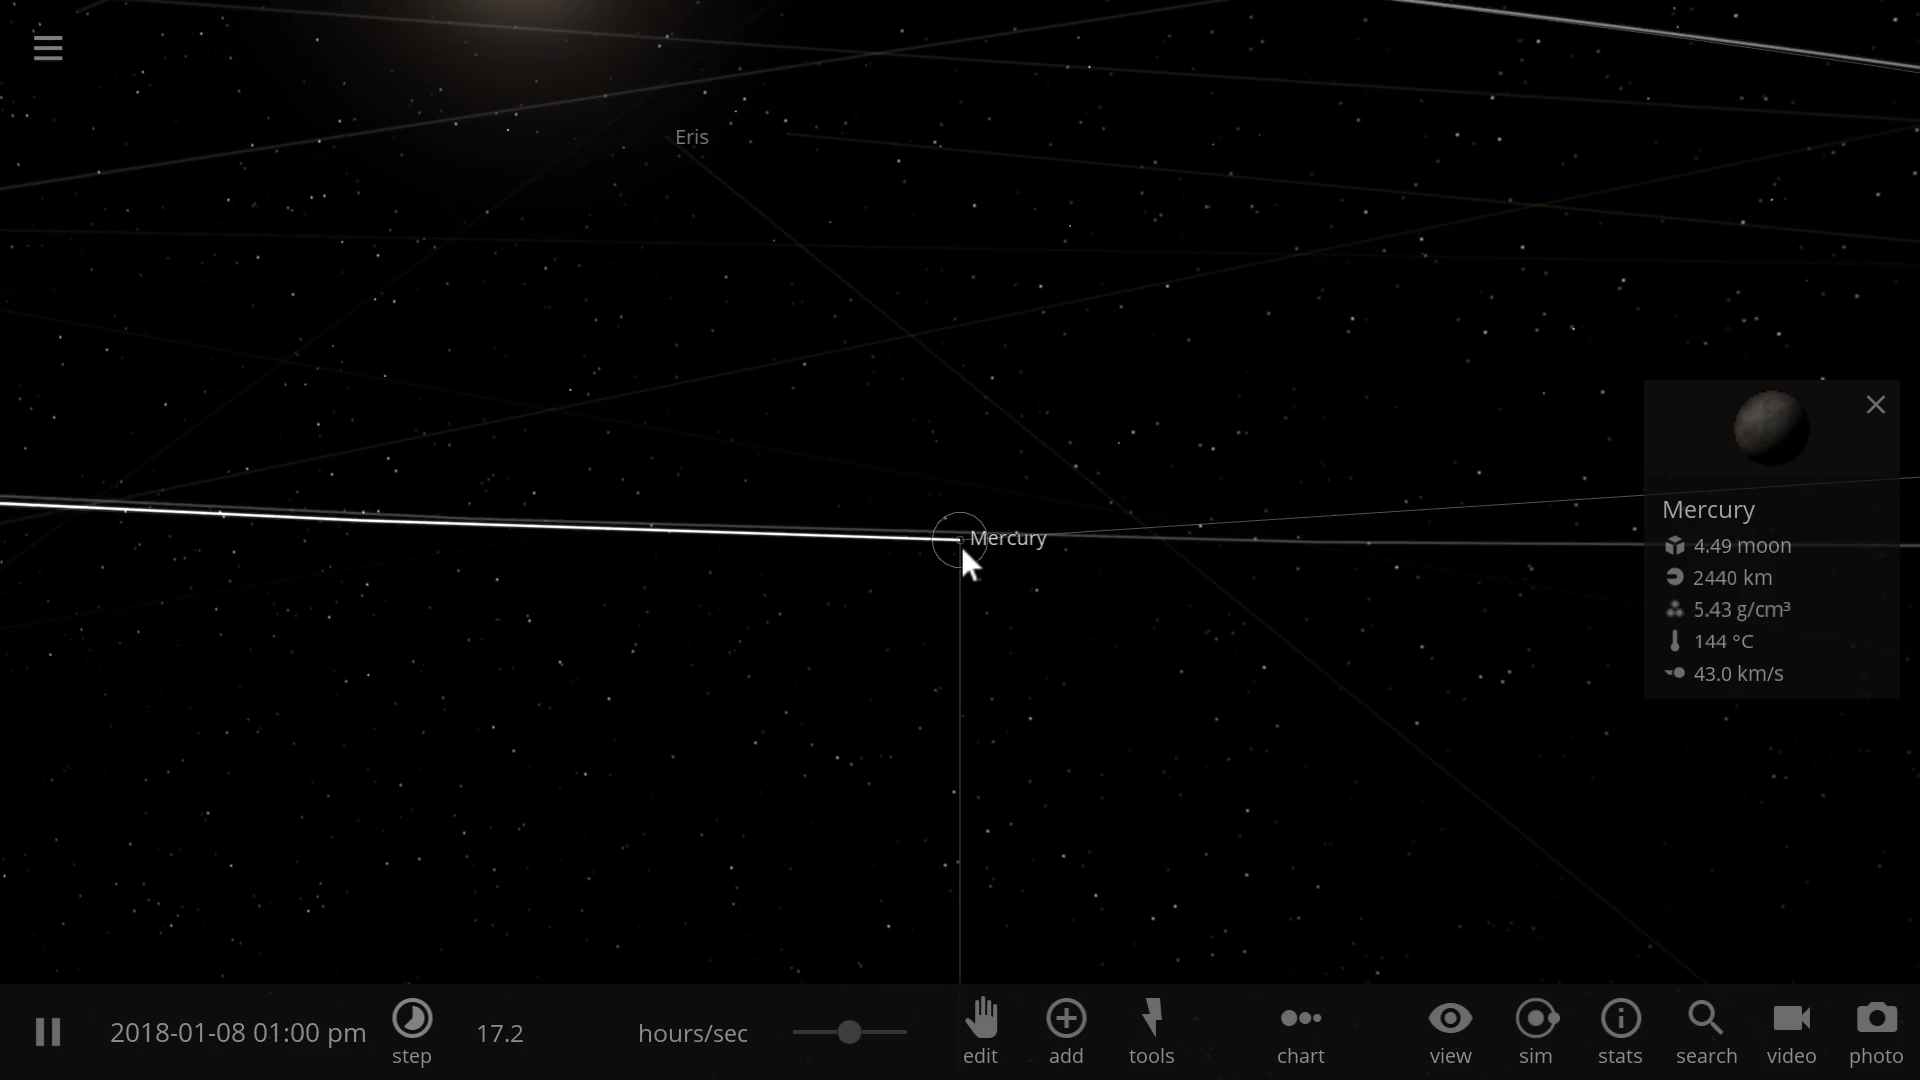 Eris
Mercury
Mercury
4.49 moon
2440 km
5.43 g/cm³
144 °C
43.0 km/s
2018-01-08 01:00 pm
step
17.2
hours/sec
edit
add
tools
chart
view
sim
stats
search
video
photo